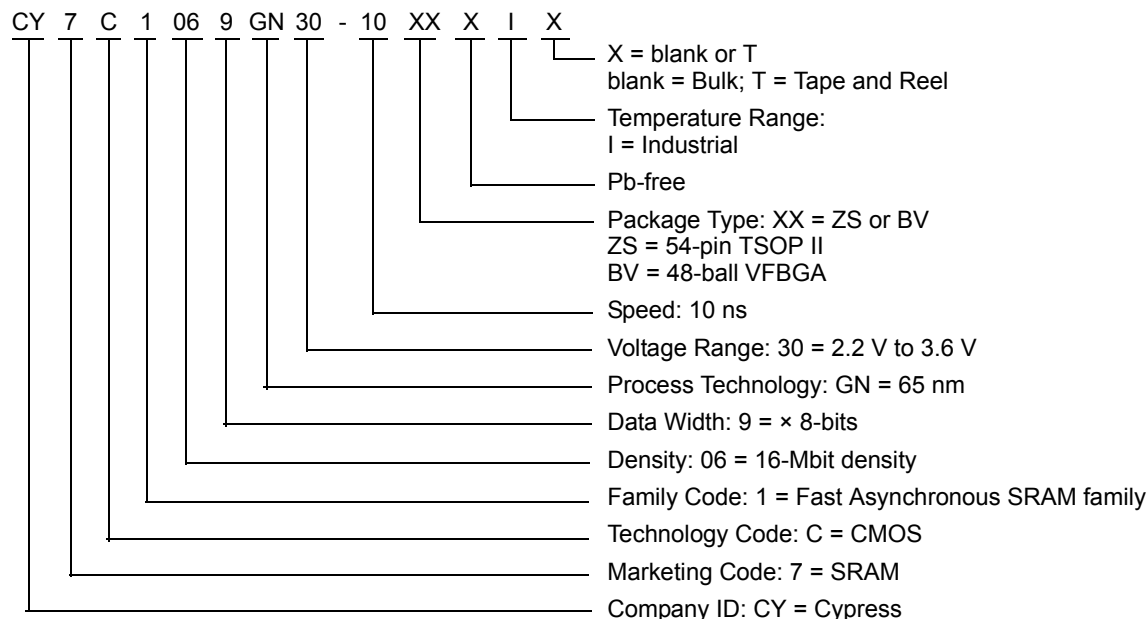 CY 7 C 1 06 9 GN 30 - 10 XX X I X
X = blank or T
blank = Bulk; T = Tape and Reel
Temperature Range:
I = Industrial
Pb-free
Package Type: XX = ZS or BV
ZS = 54-pin TSOP II
BV = 48-ball VFBGA
Speed: 10 ns
Voltage Range: 30 = 2.2 V to 3.6 V
Process Technology: GN = 65 nm
Data Width: 9 = × 8-bits
Density: 06 = 16-Mbit density
Family Code: 1 = Fast Asynchronous SRAM family
Technology Code: C = CMOS
Marketing Code: 7 = SRAM
Company ID: CY = Cypress